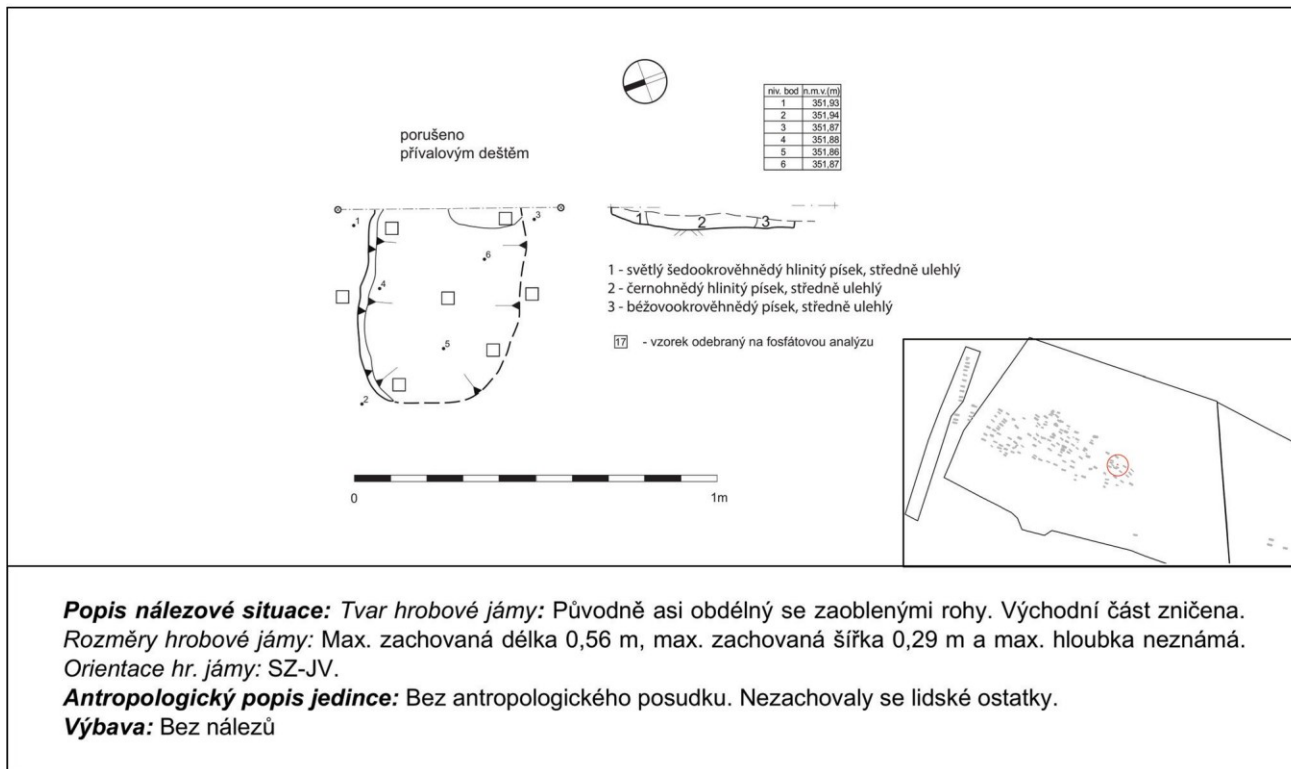 porušeno
přívalovým deštěm
niv. bod n.m.v.(m)
1 351,93
2 351,94
3 351,87
4 351,88
5 351,86
6 351,87
1
3
6
4
5
2
1 2 3
1 - světlý šedookrověhnědý hlinitý písek, středně ulehlý
2 - černohnědý hlinitý písek, středně ulehlý
3 - béžovookrověhnědý písek, středně ulehlý
17 - vzorek odebraný na fosfátovou analýzu
0 1m
Popis nálezové situace: Tvar hrobové jámy: Původně asi obdélný se zaoblenými rohy. Východní část zničena.
Rozměry hrobové jámy: Max. zachovaná délka 0,56 m, max. zachovaná šířka 0,29 m a max. hloubka neznámá.
Orientace hr. jámy: SZ-JV.
Antropologický popis jedince: Bez antropologického posudku. Nezachovaly se lidské ostatky.
Výbava: Bez nálezů